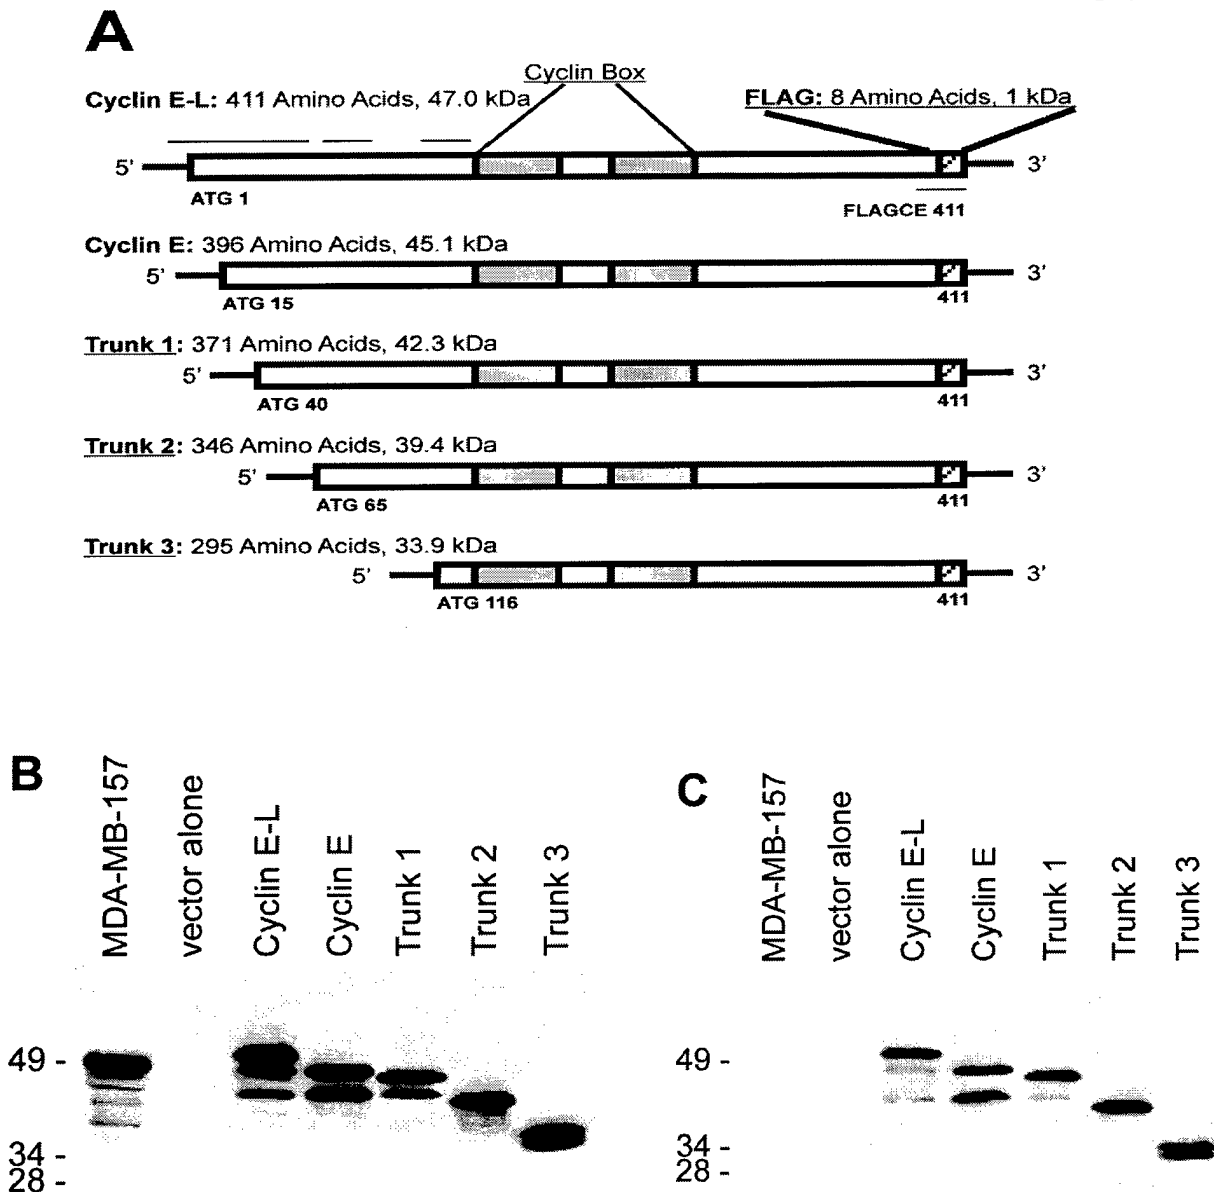 A
Cyclin Box
Cyclin E-L: 411 Amino Acids, 47.0 kDa
FLAG: 8 Amino Acids, 1 kDa
5' 3'
ATG 1
FLAGCE 411
Cyclin E: 396 Amino Acids, 45.1 kDa
5' 3'
ATG 15 411
Trunk 1: 371 Amino Acids, 42.3 kDa
5' 3'
ATG 40 411
Trunk 2: 346 Amino Acids, 39.4 kDa
5' 3'
ATG 65 411
Trunk 3: 295 Amino Acids, 33.9 kDa
5' 3'
ATG 116 411
B
MDA-MB-157
vector alone
Cyclin E-L
Cyclin E
Trunk 1
Trunk 2
Trunk 3
49 -
34 -
28 -
C
MDA-MB-157
vector alone
Cyclin E-L
Cyclin E
Trunk 1
Trunk 2
Trunk 3
49 -
34 -
28 -